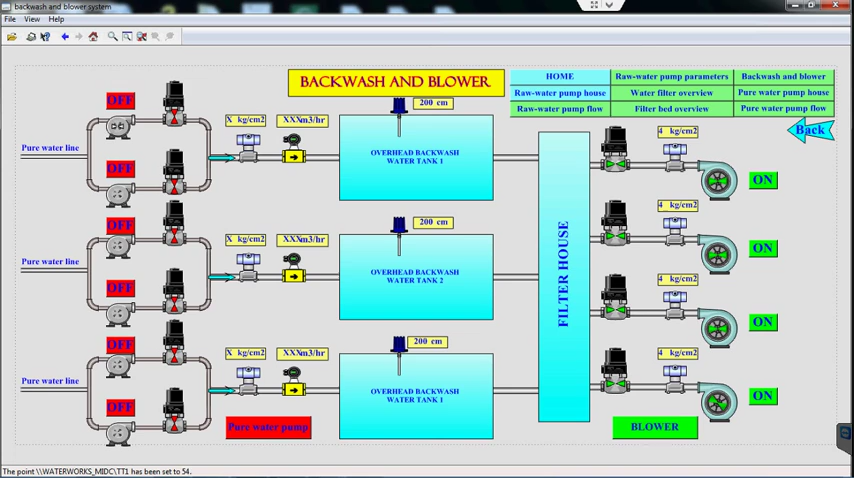 backwash and blower system
File View Help
BACKWASH AND BLOWER
HOME
Raw-water pump parameters
Backwash and blower
Raw-water pump house
Water filter overview
Pure water pump house
Raw-water pump flow
Filter bed overview
Pure water pump flow
Back
OFF
Pure water line
OFF
X kg/cm2
XXXm3/hr
200 cm
OVERHEAD BACKWASH
WATER TANK 1
OFF
Pure water line
OFF
X kg/cm2
XXXm3/hr
200 cm
OVERHEAD BACKWASH
WATER TANK 2
OFF
Pure water line
OFF
X kg/cm2
XXXm3/hr
200 cm
OVERHEAD BACKWASH
WATER TANK 1
Pure water pump
FILTER HOUSE
4 kg/cm2
ON
4 kg/cm2
ON
4 kg/cm2
ON
4 kg/cm2
ON
BLOWER
The point \\WATERWORKS_MIDC\TT1 has been set to 54.